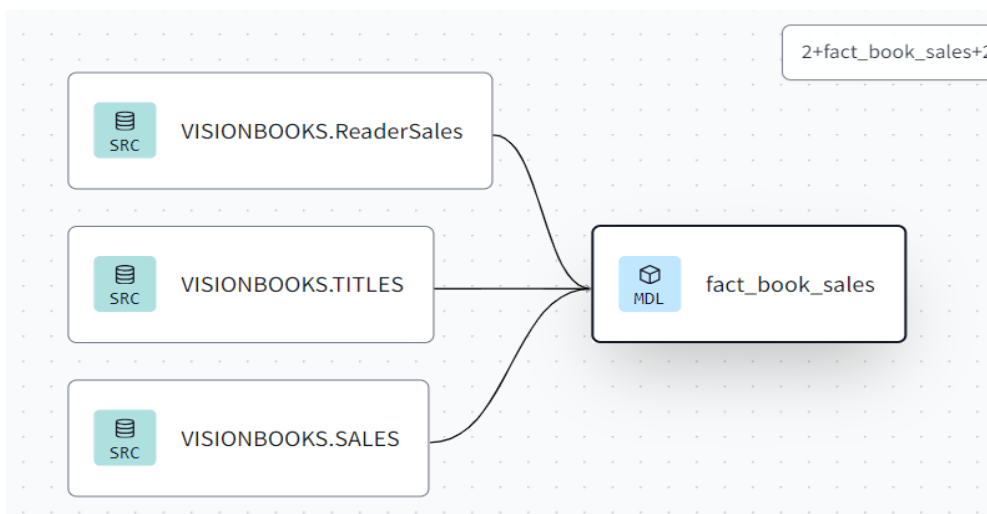 2+fact_book_sales+2
SRC
VISIONBOOKS.ReaderSales
SRC
VISIONBOOKS.TITLES
MDL
fact_book_sales
SRC
VISIONBOOKS.SALES